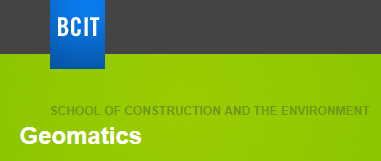 BCIT
SCHOOL OF CONSTRUCTION AND THE ENVIRONMENT
Geomatics